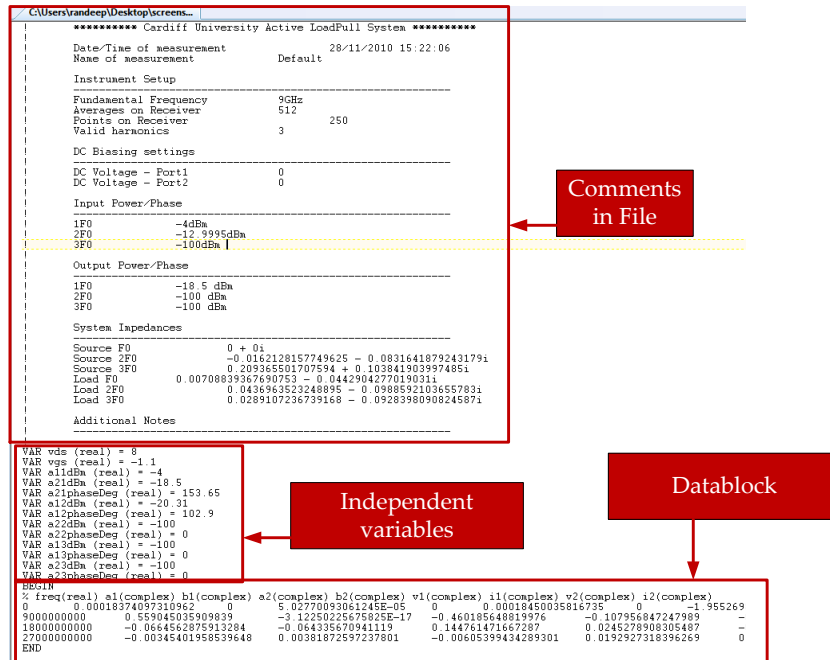 C:\Users\randeep\Desktop\screens...
********** Cardiff University Active LoadPull System **********
Date/Time of measurement 28/11/2010 15:22:06
Name of measurement Default
Instrument Setup
Fundamental Frequency 9GHz
Averages on Receiver 512
Points on Receiver 250
Valid harmonics 3
DC Biasing settings
DC Voltage - Port1 0
DC Voltage - Port2 0
Input Power/Phase
1F0 -4dBm
2F0 -12.9995dBm
3F0 -100dBm
Output Power/Phase
1F0 -18.5 dBm
2F0 -100 dBm
3F0 -100 dBm
System Impedances
Source F0 0 + 0i
Source 2F0 -0.0162128157749625 - 0.0831641879243179i
Source 3F0 0.209365501707594 + 0.103841903997485i
Load F0 0.00708839367690753 - 0.0442904277019031i
Load 2F0 0.0436963523248895 - 0.0988592103655783i
Load 3F0 0.0289107236739168 - 0.0928398090824587i
Additional Notes
Comments
in File
VAR vds (real) = 8
VAR vgs (real) = -1.1
VAR a11dBm (real) = -4
VAR a21dBm (real) = -18.5
VAR a21phaseDeg (real) = 153.65
VAR a12dBm (real) = -20.31
VAR a12phaseDeg (real) = 102.9
VAR a22dBm (real) = -100
VAR a22phaseDeg (real) = 0
VAR a13dBm (real) = -100
VAR a13phaseDeg (real) = 0
VAR a23dBm (real) = -100
VAR a23phaseDeg (real) = 0
Independent
variables
Datablock
BEGIN
% freq(real) a1(complex) b1(complex) a2(complex) b2(complex) v1(complex) i1(complex) v2(complex) i2(complex)
0 0.00018374097310962 0 5.02770093061245E-05 0 0.00018450035816735 0 -1.955269
9000000000 0.559045035909839 -3.12250225675825E-17 -0.460185648819976 -0.107956847247989 -
18000000000 -0.0664562875913284 -0.064335670941119 0.144761471667287 0.0245278908305487 -
27000000000 -0.00345401958539648 0.00381872597237801 -0.00605399434289301 0.0192927318396269 0
END